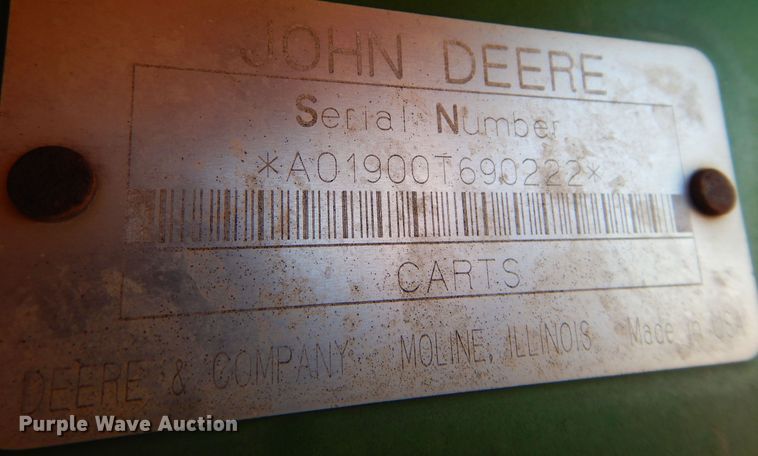 JOHN DEERE
Serial Number
*A01900T690222*
CARTS
DEERE & COMPANY MOLINE, ILLINOIS Made in USA
Purple Wave Auction